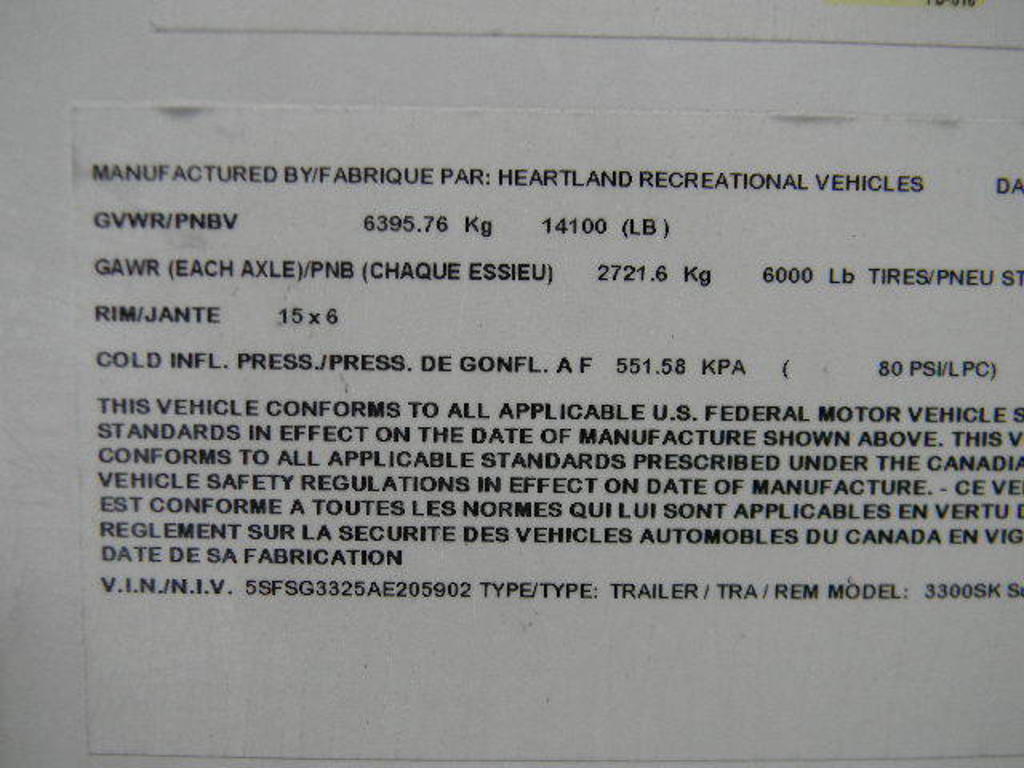 MANUFACTURED BY/FABRIQUE PAR: HEARTLAND RECREATIONAL VEHICLES DA
GVWR/PNBV 6395.76 Kg 14100 (LB)
GAWR (EACH AXLE)/PNB (CHAQUE ESSIEU) 2721.6 Kg 6000 Lb TIRES/PNEU ST
RIM/JANTE 15 x 6
COLD INFL. PRESS./PRESS. DE GONFL. A F 551.58 KPA ( 80 PSI/LPC)
THIS VEHICLE CONFORMS TO ALL APPLICABLE U.S. FEDERAL MOTOR VEHICLE S
STANDARDS IN EFFECT ON THE DATE OF MANUFACTURE SHOWN ABOVE. THIS V
CONFORMS TO ALL APPLICABLE STANDARDS PRESCRIBED UNDER THE CANADIA
VEHICLE SAFETY REGULATIONS IN EFFECT ON DATE OF MANUFACTURE. - CE VE
EST CONFORME A TOUTES LES NORMES QUI LUI SONT APPLICABLES EN VERTU D
REGLEMENT SUR LA SECURITE DES VEHICLES AUTOMOBLES DU CANADA EN VIG
DATE DE SA FABRICATION
V.I.N./N.I.V. 5SFSG3325AE205902 TYPE/TYPE: TRAILER / TRA / REM MODEL: 3300SK